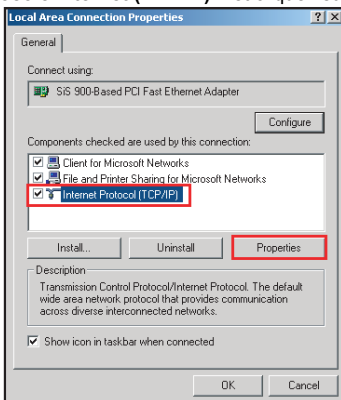 Local Area Connection Properties
General
Connect using:
SiS 900-Based PCI Fast Ethernet Adapter
Configure
Components checked are used by this connection:
Client for Microsoft Networks
File and Printer Sharing for Microsoft Networks
Internet Protocol (TCP/IP)
Install... Uninstall Properties
Description
Transmission Control Protocol/Internet Protocol. The default
wide area network protocol that provides communication
across diverse interconnected networks.
Show icon in taskbar when connected
OK Cancel